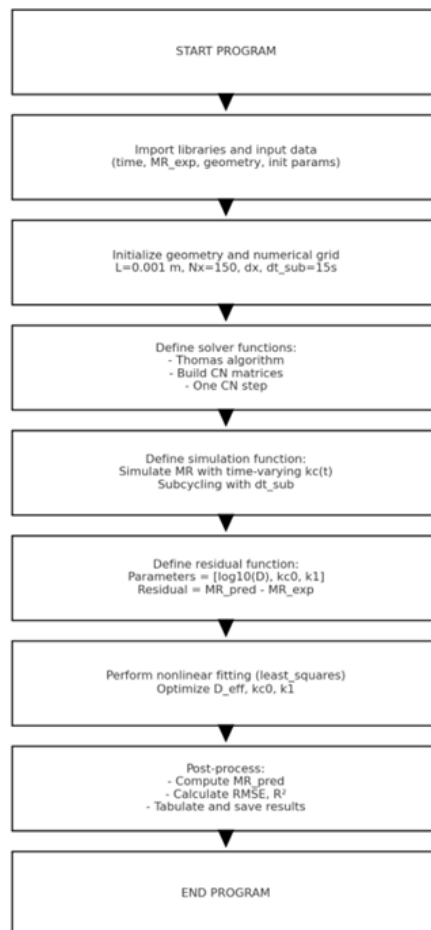 START PROGRAM
Import libraries and input data
(time, MR_exp, geometry, init params)
Initialize geometry and numerical grid
L=0.001 m, Nx=150, dx, dt_sub=15s
Define solver functions:
- Thomas algorithm
- Build CN matrices
- One CN step
Define simulation function:
Simulate MR with time-varying kc(t)
Subcycling with dt_sub
Define residual function:
Parameters = [log10(D), kc0, k1]
Residual = MR_pred - MR_exp
Perform nonlinear fitting (least_squares)
Optimize D_eff, kc0, k1
Post-process:
- Compute MR_pred
- Calculate RMSE, R²
- Tabulate and save results
END PROGRAM